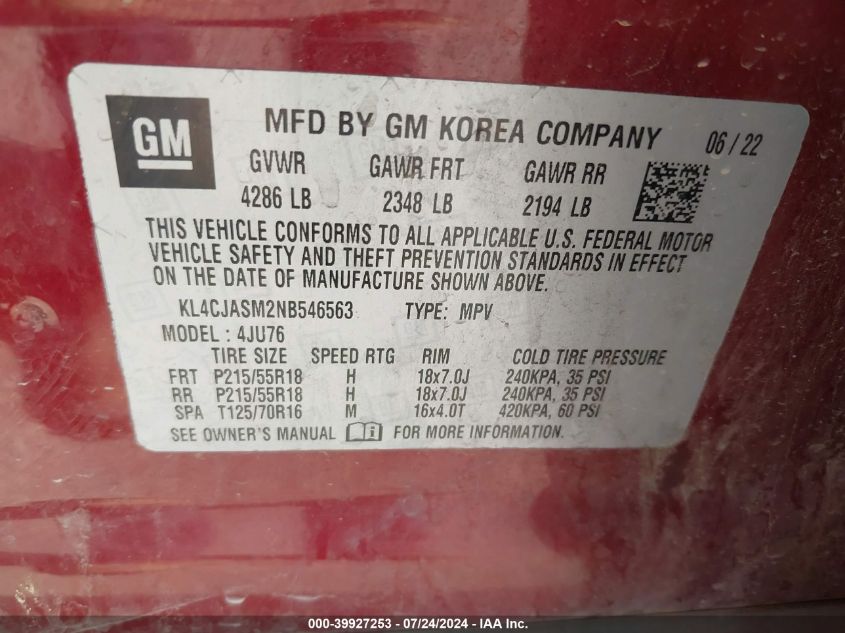 GM
MFD BY GM KOREA COMPANY 06/22
GVWR GAWR FRT GAWR RR
4286 LB 2348 LB 2194 LB
THIS VEHICLE CONFORMS TO ALL APPLICABLE U.S. FEDERAL MOTOR
VEHICLE SAFETY AND THEFT PREVENTION STANDARDS IN EFFECT
ON THE DATE OF MANUFACTURE SHOWN ABOVE.
KL4CJASM2NB546563 TYPE: MPV
MODEL : 4JU76
TIRE SIZE SPEED RTG RIM COLD TIRE PRESSURE
FRT P215/55R18 H 18x7.0J 240KPA, 35 PSI
RR P215/55R18 H 18x7.0J 240KPA, 35 PSI
SPA T125/70R16 M 16x4.0T 420KPA, 60 PSI
SEE OWNER'S MANUAL i FOR MORE INFORMATION.
000-39927253 - 07/24/2024 - IAA Inc.